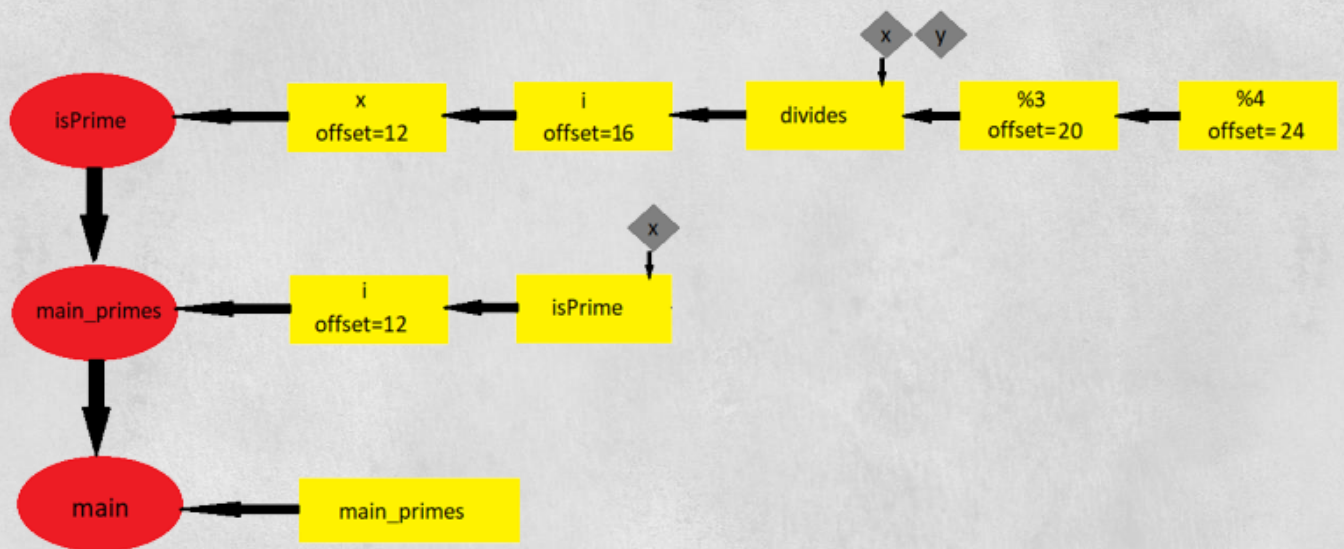 x y
isPrime
x
offset=12
i
offset=16
divides
%3
offset=20
%4
offset=24
x
main_primes
i
offset=12
isPrime
main
main_primes